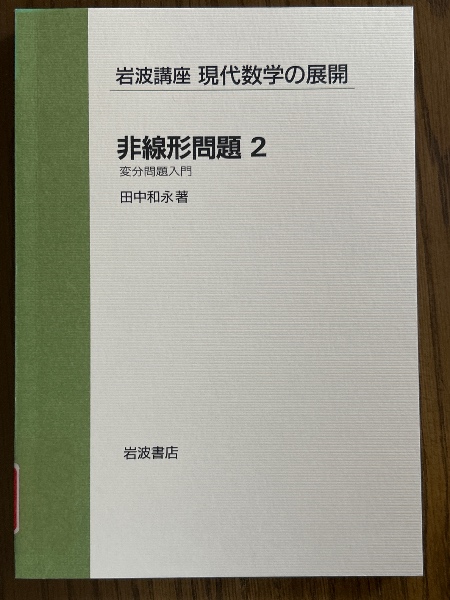 岩波講座 現代数学の展開
非線形問題 2
変分問題入門
田中和永著
岩波書店